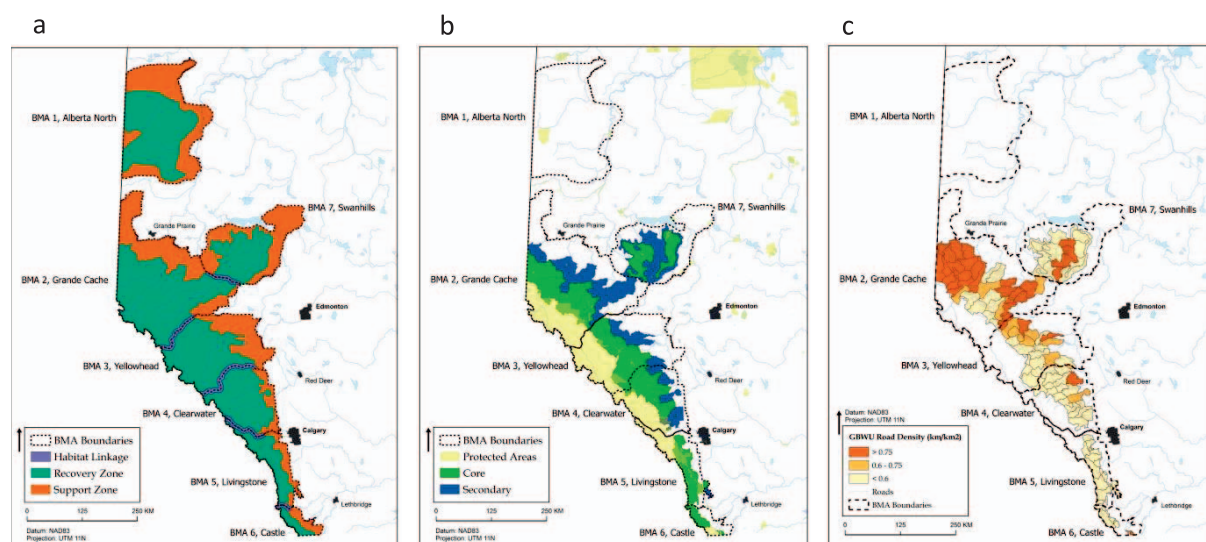 a
BMA 1, Alberta North
BMA 7, Swanhills
Grande Prairie
BMA 2, Grande Cache
Edmonton
BMA 3, Yellowhead
Red Deer
BMA 4, Clearwater
Calgary
BMA Boundaries
Habitat Linkage
Recovery Zone
Support Zone
BMA 5, Livingstone
Lethbridge
Datum: NAD83
Projection: UTM 11N
0 125 250 KM
BMA 6, Castle
b
BMA 1, Alberta North
BMA 7, Swanhills
Grande Prairie
BMA 2, Grande Cache
Edmonton
BMA 3, Yellowhead
Red Deer
BMA 4, Clearwater
Calgary
BMA Boundaries
Protected Areas
Core
Secondary
BMA 5, Livingstone
Lethbridge
Datum: NAD83
Projection: UTM 11N
0 125 250 KM
BMA 6, Castle
c
BMA 1, Alberta North
BMA 7, Swanhills
Grande Prairie
BMA 2, Grande Cache
Edmonton
BMA 3, Yellowhead
Red Deer
BMA 4, Clearwater
Datum: NAD83
Projection: UTM 11N
Calgary
GBWU Road Density (km/km2)
> 0.75
0.6 - 0.75
< 0.6
Roads
BMA Boundaries
BMA 5, Livingstone
Lethbridge
0 125 250 KM
BMA 6, Castle